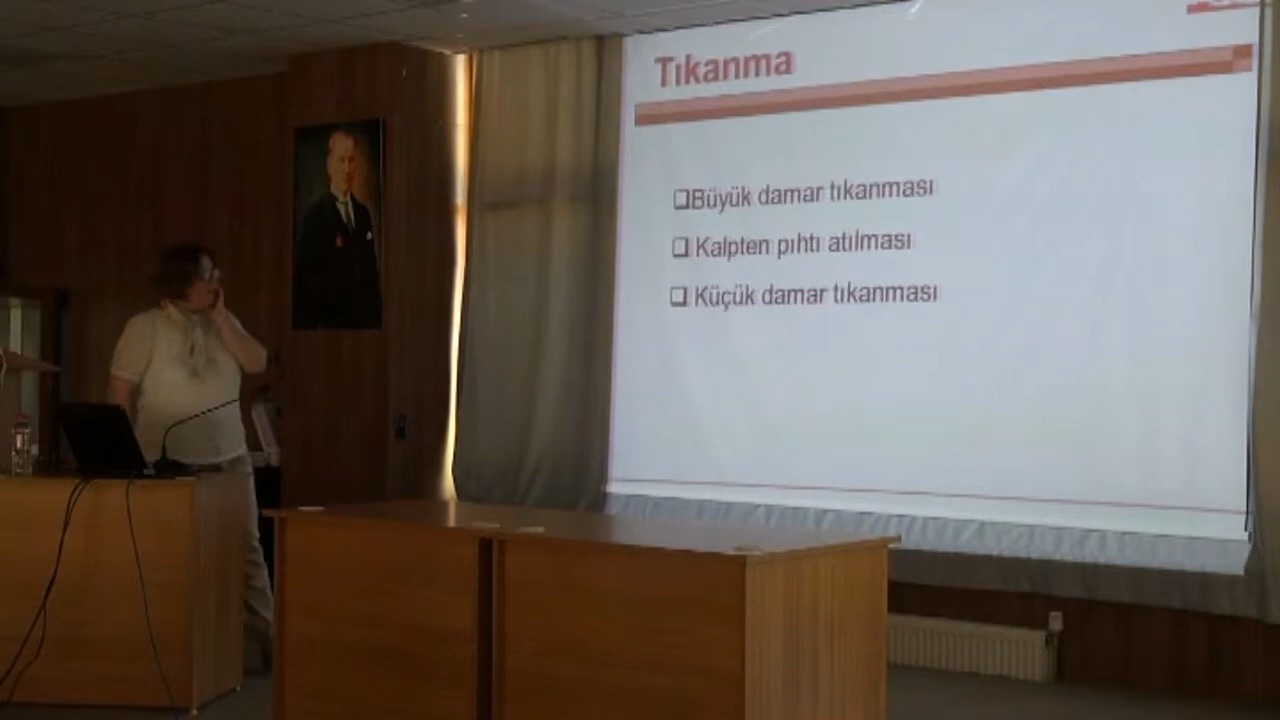 Tıkanma
❑Büyük damar tıkanması
❑ Kalpten pıhtı atılması
❑ Küçük damar tıkanması